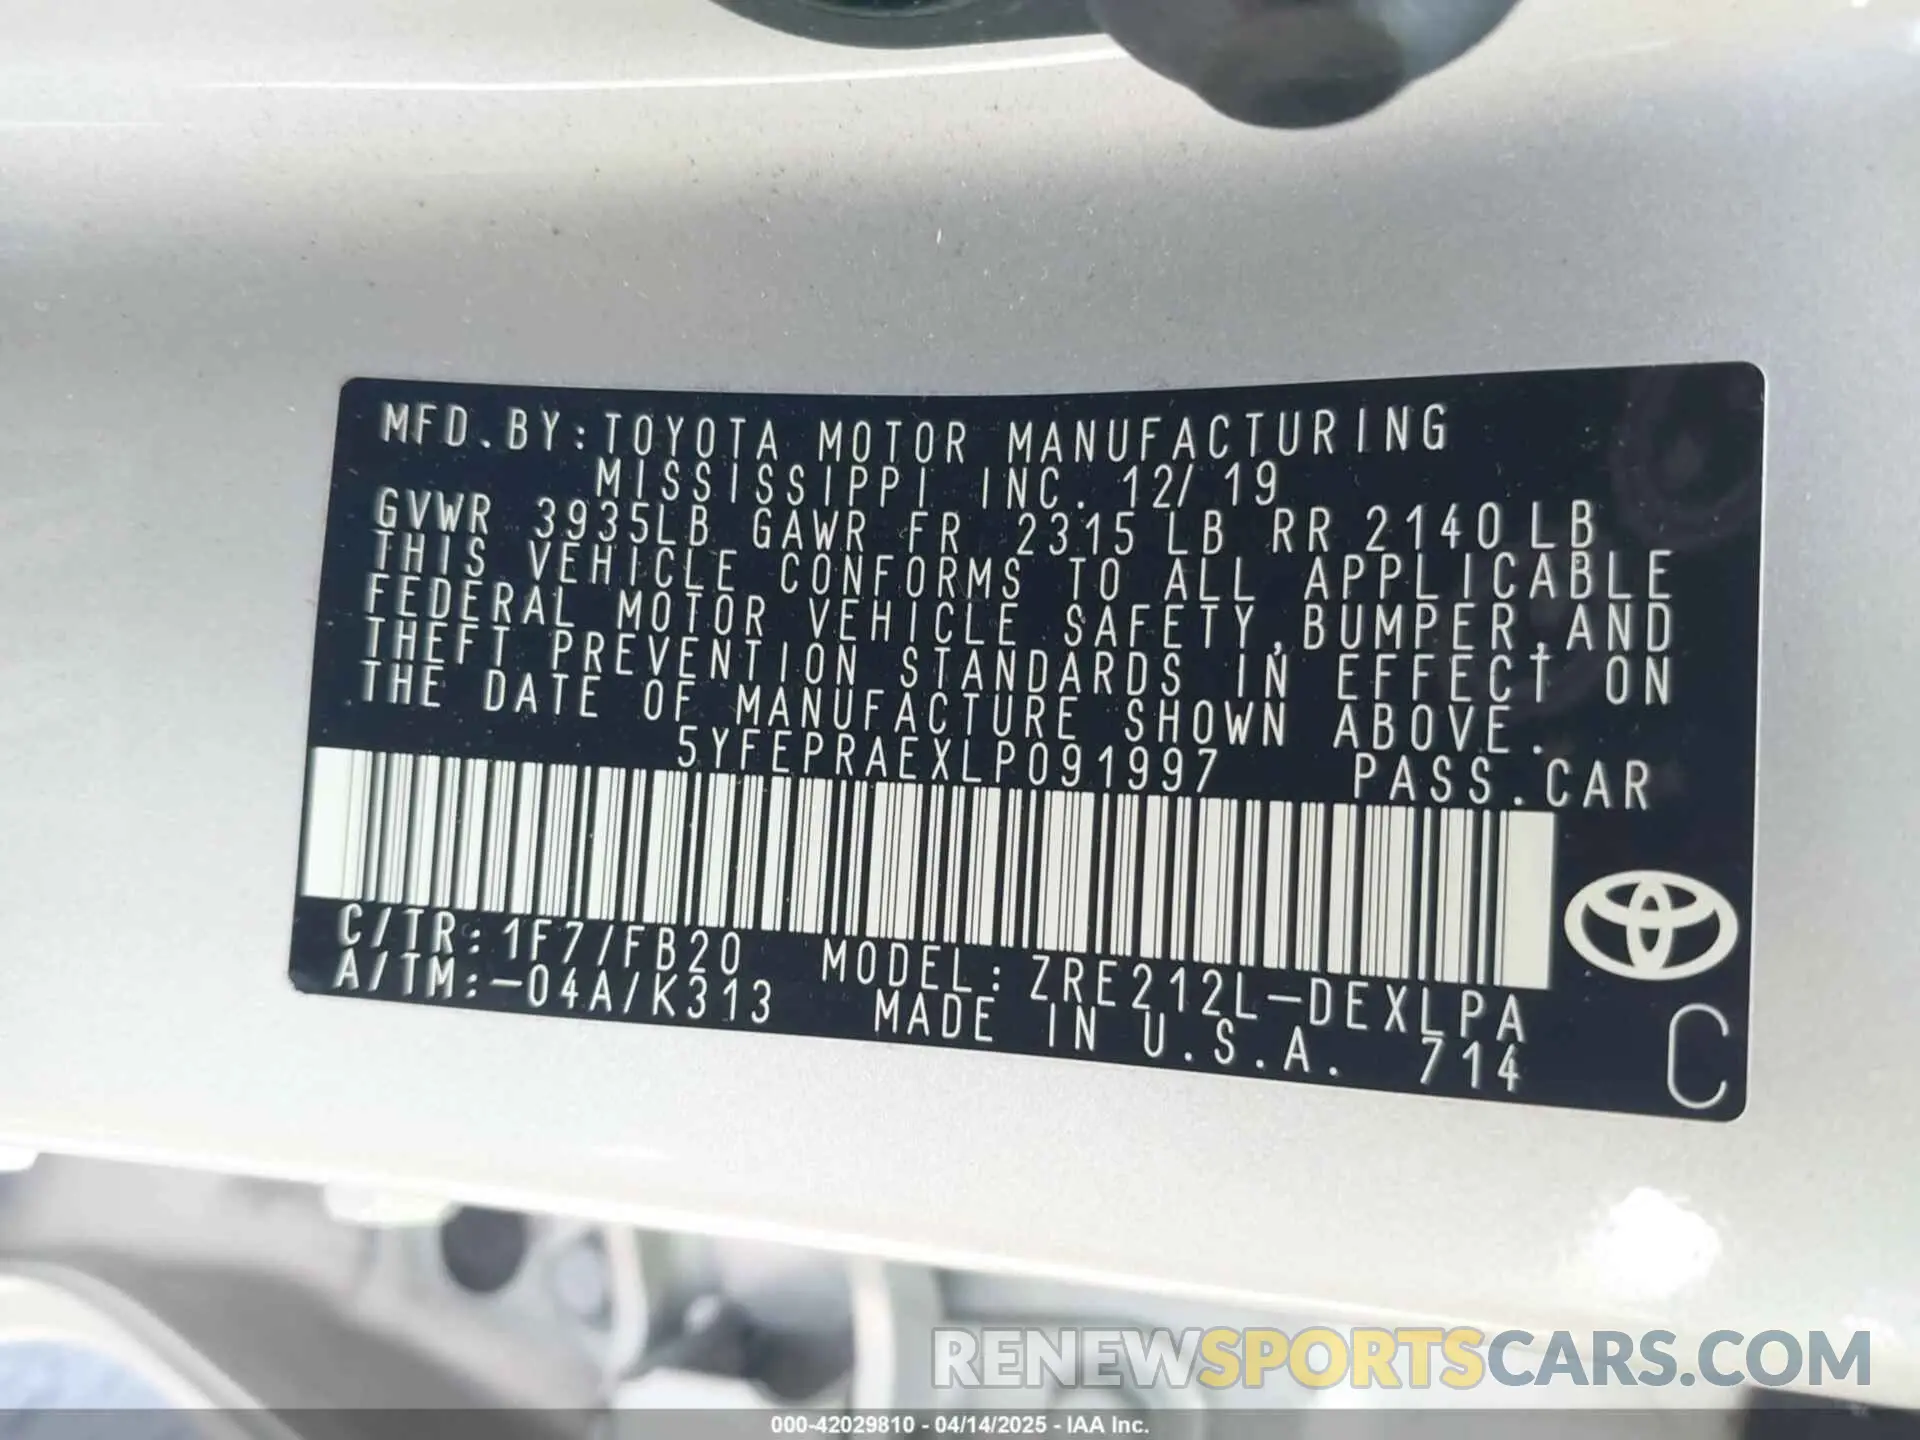 MFD.BY:TOYOTA MOTOR MANUFACTURING
MISSISSIPPI INC. 12/19
GVWR 3935LB GAWR FR 2315LB RR 2140LB
THIS VEHICLE CONFORMS TO ALL APPLICABLE
FEDERAL MOTOR VEHICLE SAFETY,BUMPER,AND
THEFT PREVENTION STANDARDS IN EFFECT ON
THE DATE OF MANUFACTURE SHOWN ABOVE.
5YFEPRAEXLP091997 PASS.CAR
C/TR:1F7/FB20 MODEL:ZRE212L-DEXLPA
A/TM:-04A/K313 MADE IN U.S.A. 714
C
RENEWSPORTSCARS.COM
000-42029810 - 04/14/2025 - IAA Inc.